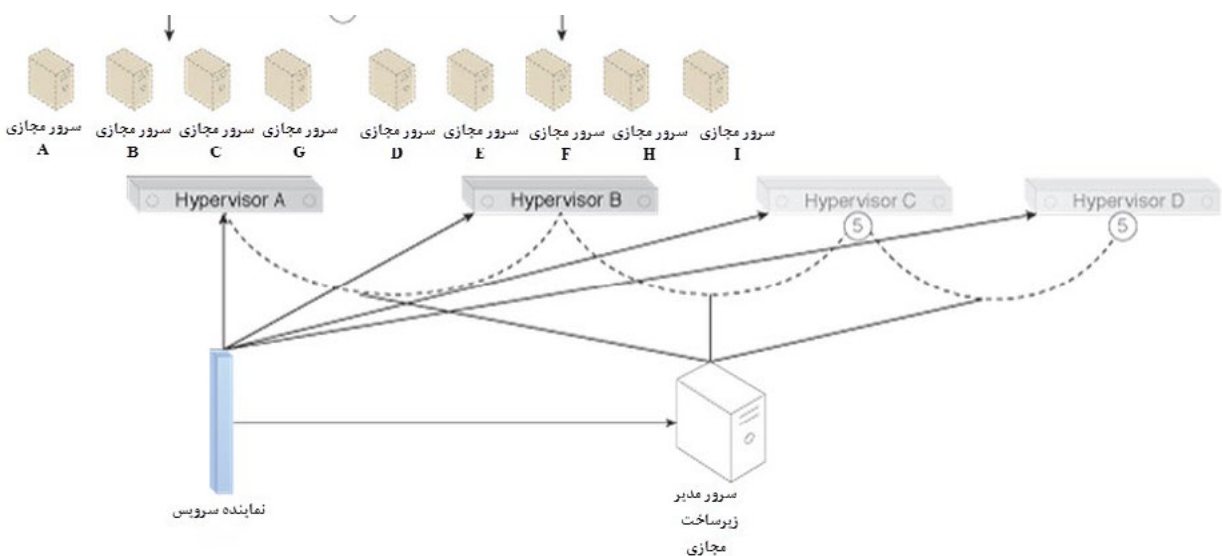 سرور مجازی سرور مجازی سرور مجازی سرور مجازی سرور مجازی سرور مجازی سرور مجازی سرور مجازی سرور مجازی
A B C G D E F H I
Hypervisor A Hypervisor B Hypervisor C Hypervisor D
5 5
نماینده سرویس
سرور مدیر
زیرساخت
مجازی